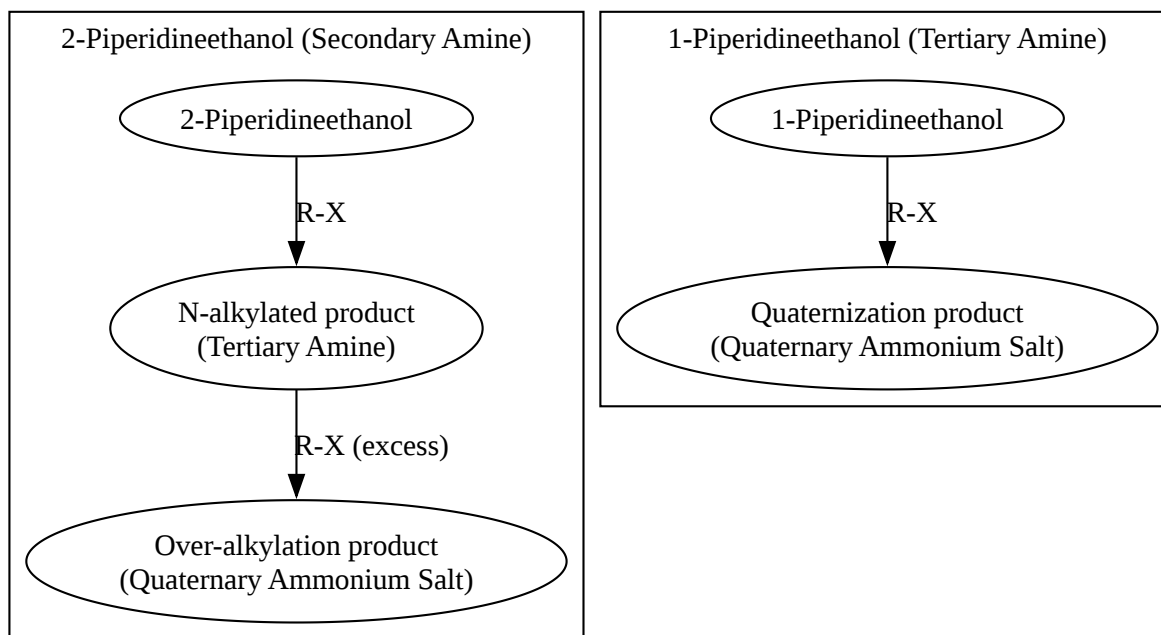 2-Piperidineethanol (Secondary Amine)
2-Piperidineethanol
R-X
N-alkylated product
(Tertiary Amine)
R-X (excess)
Over-alkylation product
(Quaternary Ammonium Salt)
1-Piperidineethanol (Tertiary Amine)
1-Piperidineethanol
R-X
Quaternization product
(Quaternary Ammonium Salt)